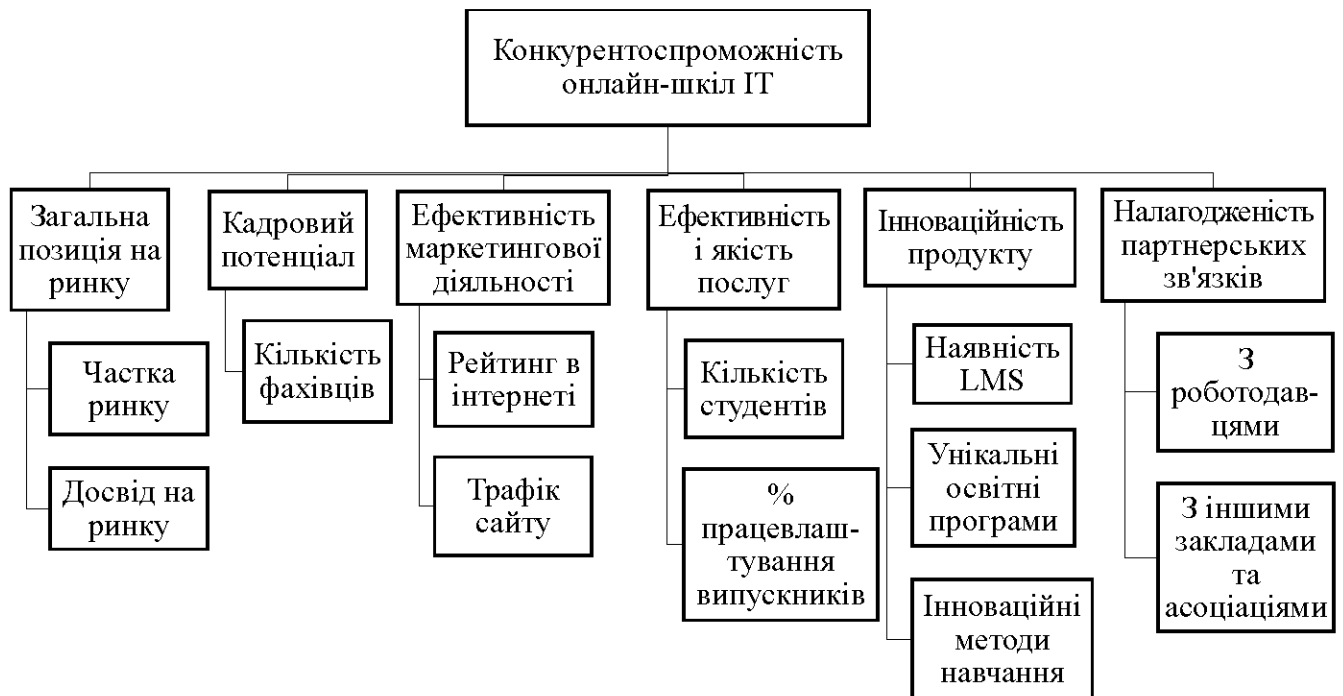 Конкурентоспроможність
онлайн-шкіл ІТ
Загальна
позиція на
ринку
Частка
ринку
Досвід на
ринку
Кадровий
потенціал
Кількість
фахівців
Ефективність
маркетингової
діяльності
Рейтинг в
інтернеті
Трафік
сайту
Ефективність
і якість
послуг
Кількість
студентів
%
працевлаш-
тування
випускників
Інноваційність
продукту
Наявність
LMS
Унікальні
освітні
програми
Інноваційні
методи
навчання
Налагодженість
партнерських
зв'язків
З
роботодав-
цями
З іншими
закладами
та
асоціаціями